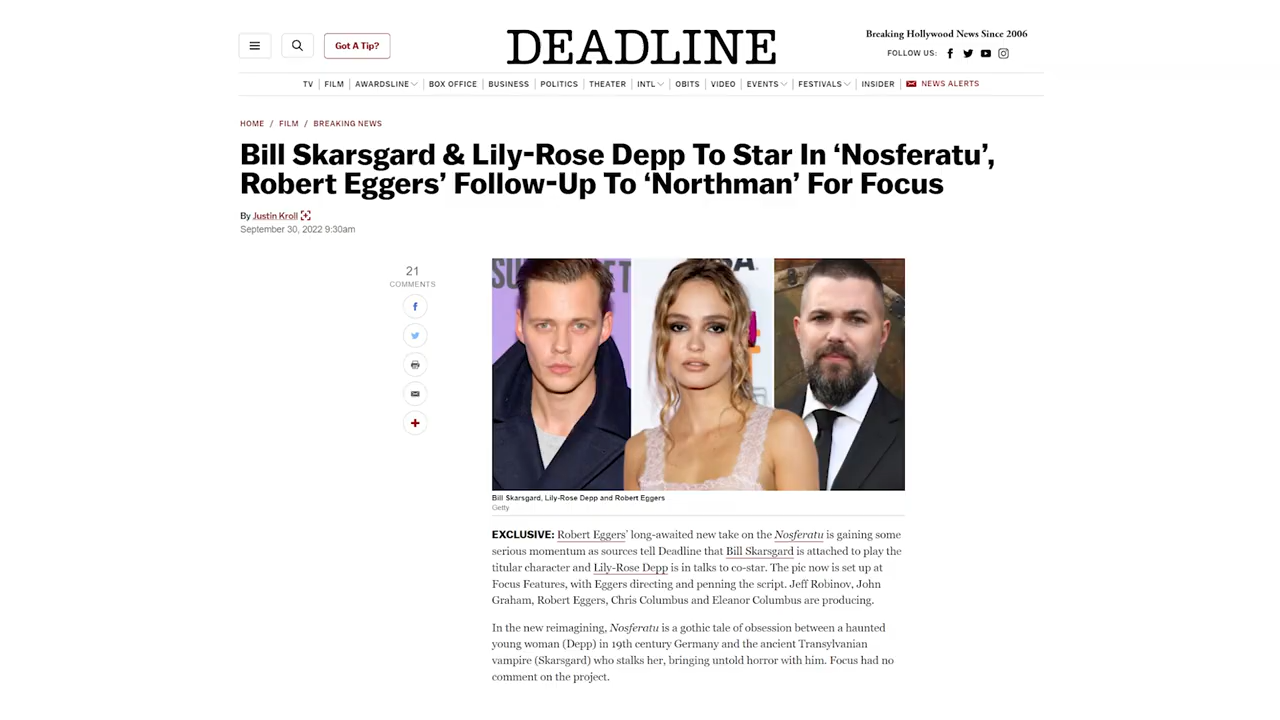 Got A Tip?
DEADLINE
Breaking Hollywood News Since 2006
FOLLOW US:
TV FILM AWARDSLINE BOX OFFICE BUSINESS POLITICS THEATER INTL OBITS VIDEO EVENTS FESTIVALS INSIDER NEWS ALERTS
HOME / FILM / BREAKING NEWS
Bill Skarsgard & Lily-Rose Depp To Star In ‘Nosferatu’,
Robert Eggers’ Follow-Up To ‘Northman’ For Focus
By Justin Kroll
September 30, 2022 9:30am
21
COMMENTS
Bill Skarsgard, Lily-Rose Depp and Robert Eggers
Getty
EXCLUSIVE: Robert Eggers’ long-awaited new take on the Nosferatu is gaining some
serious momentum as sources tell Deadline that Bill Skarsgard is attached to play the
titular character and Lily-Rose Depp is in talks to co-star. The pic now is set up at
Focus Features, with Eggers directing and penning the script. Jeff Robinov, John
Graham, Robert Eggers, Chris Columbus and Eleanor Columbus are producing.
In the new reimagining, Nosferatu is a gothic tale of obsession between a haunted
young woman (Depp) in 19th century Germany and the ancient Transylvanian
vampire (Skarsgard) who stalks her, bringing untold horror with him. Focus had no
comment on the project.